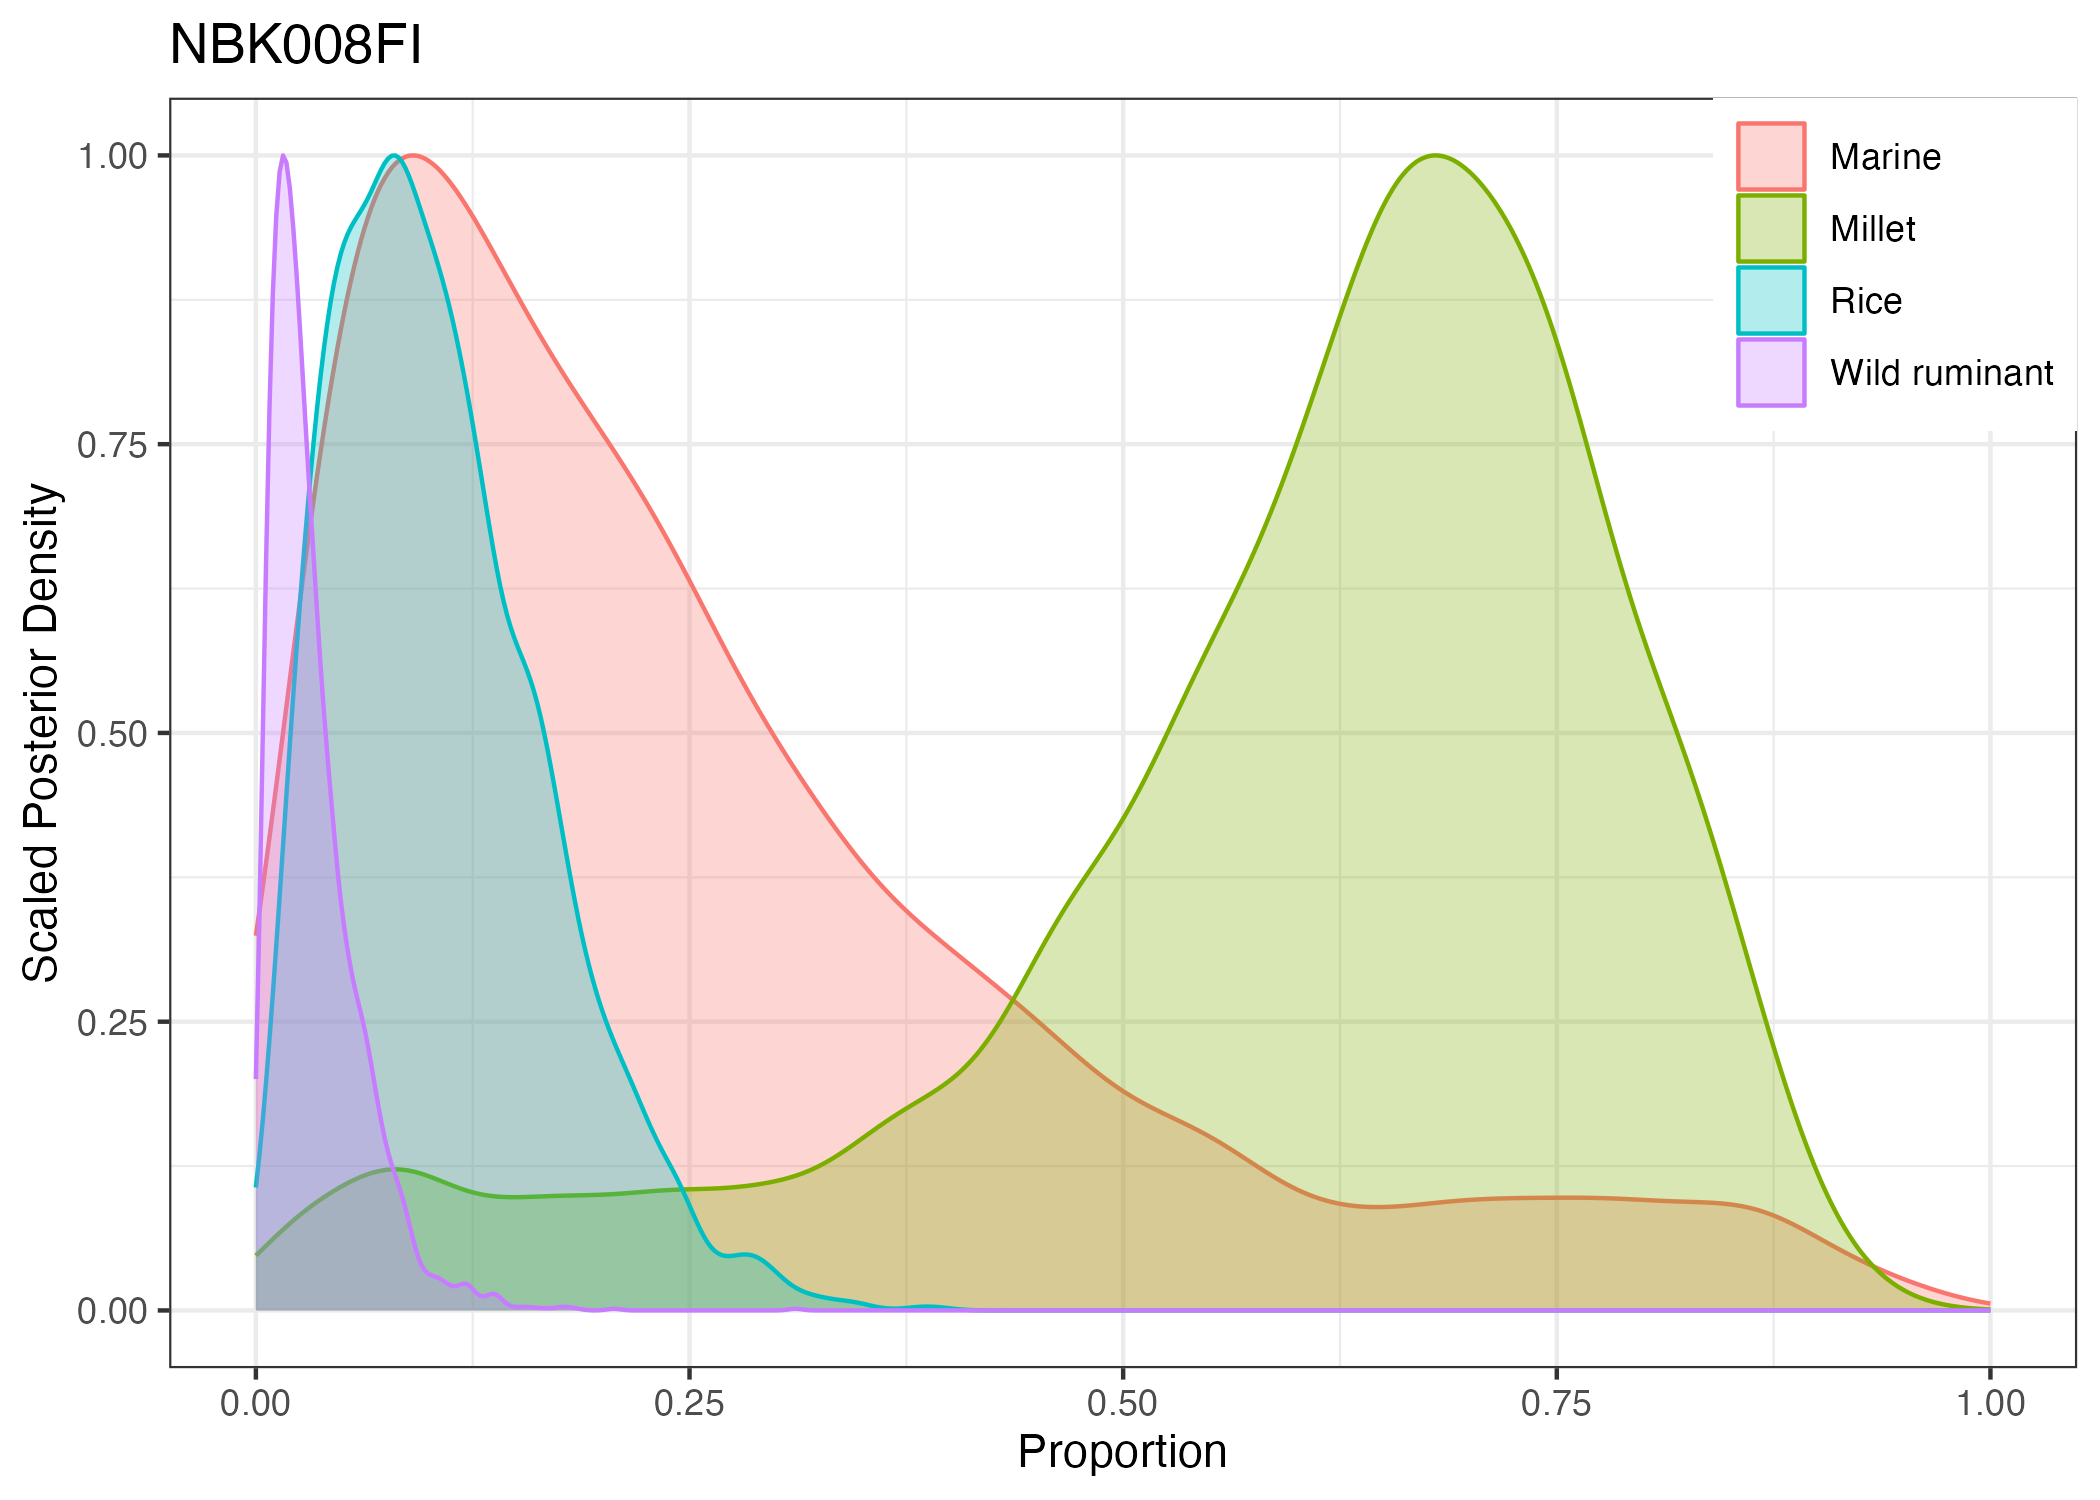 NBK008FI
Marine
Millet
Rice
Wild ruminant
1.00
0.75
0.50
0.25
0.00
Scaled Posterior Density
0.00 0.25 0.50 0.75 1.00
Proportion